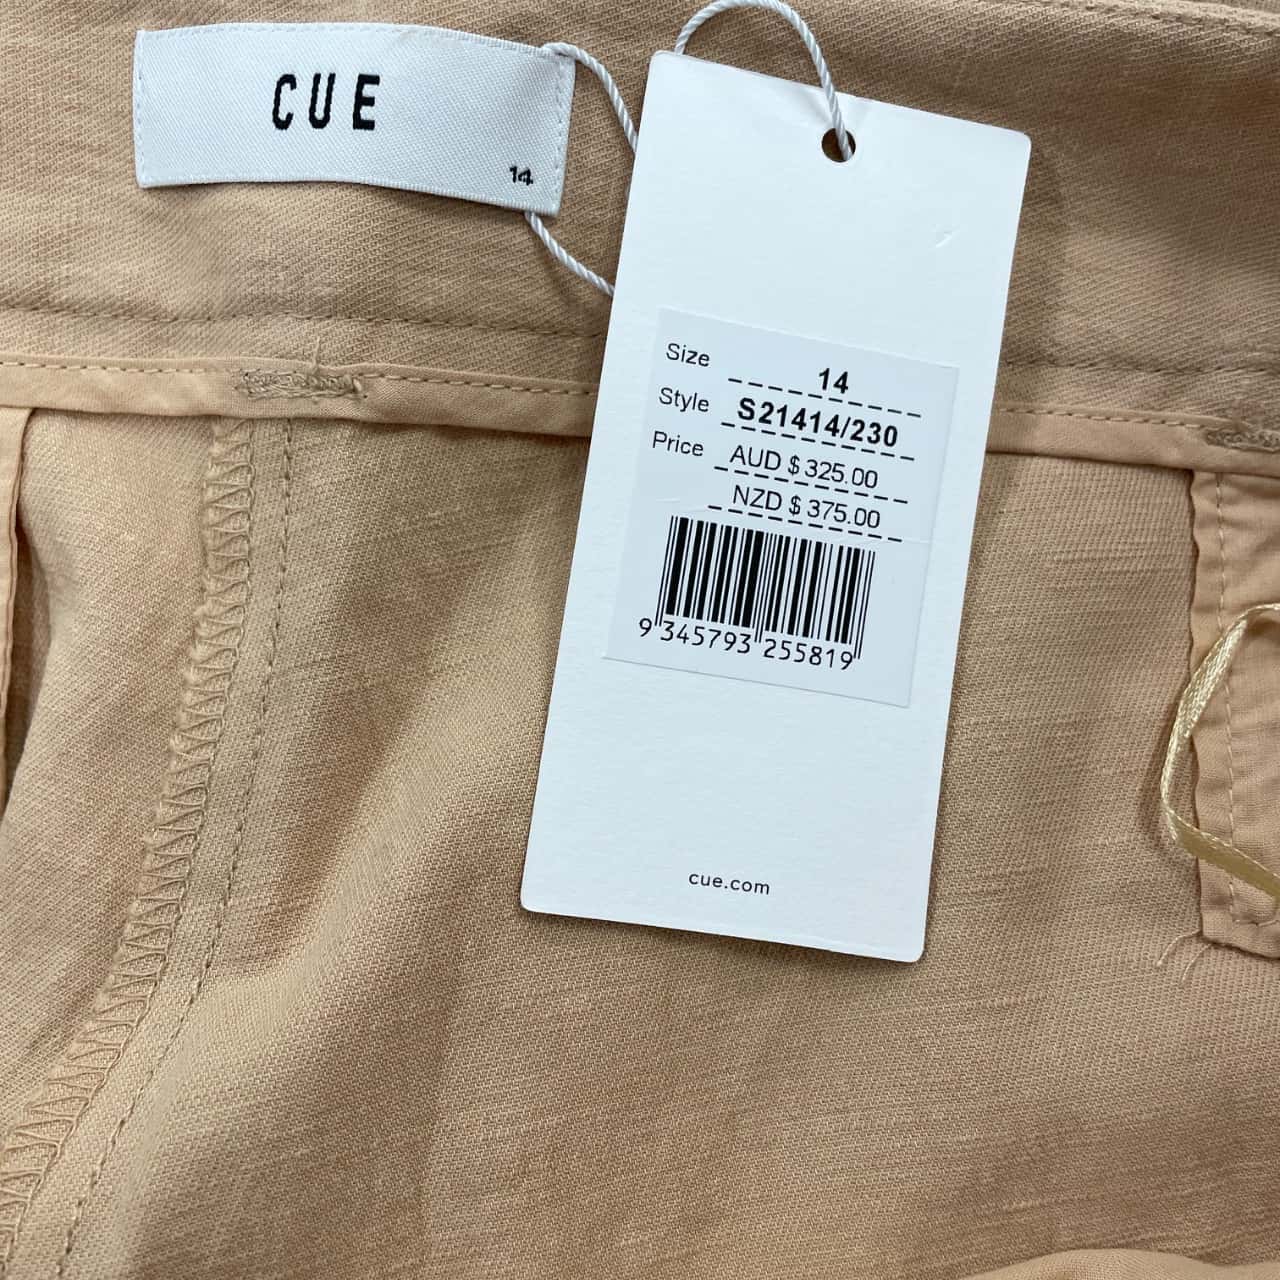 CUE
14
Size 14
Style S21414/230
Price AUD $ 325.00
NZD $ 375.00
9 345793 255819
cue.com